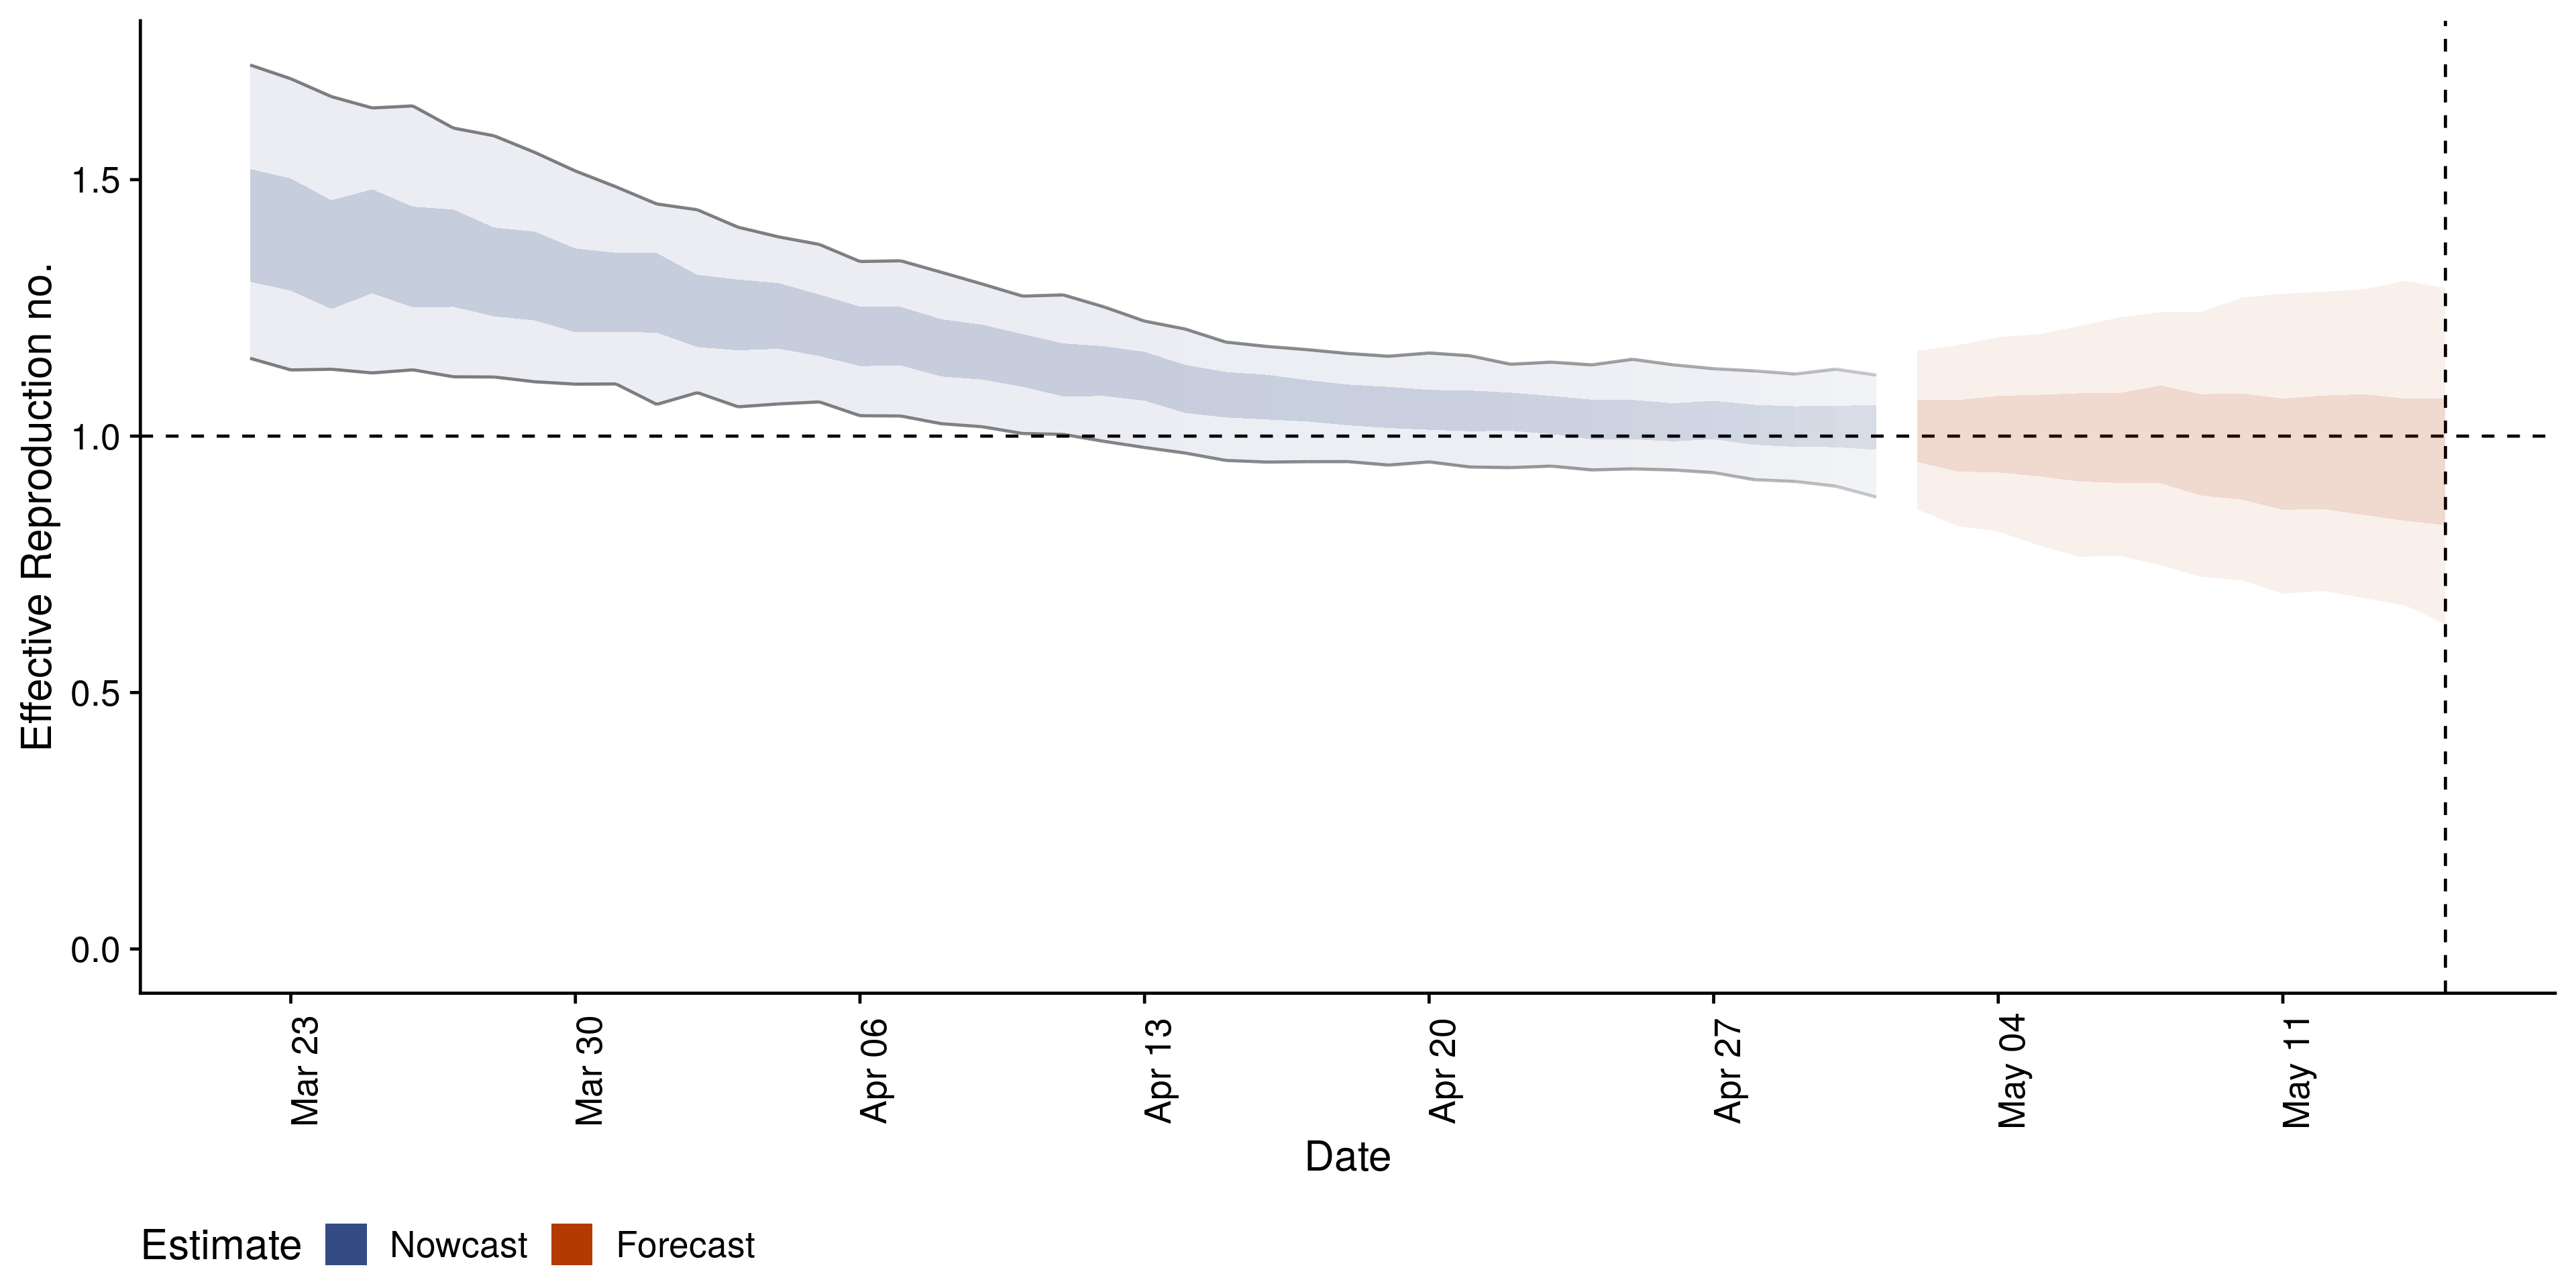 Effective Reproduction no.
1.5
1.0
0.5
0.0
Mar 23
Mar 30
Apr 06
Apr 13
Apr 20
Apr 27
May 04
May 11
Date
Estimate Nowcast Forecast